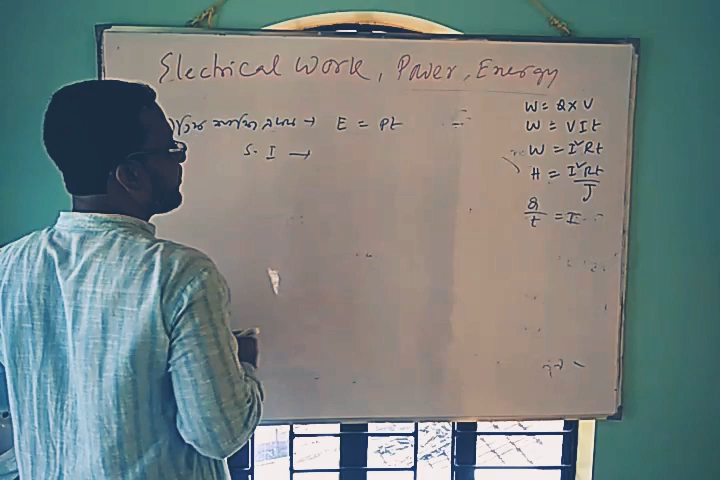 Electrical Work, Power, Energy
→ E = Pt
S. I →
W = Q x V
W = V I t
W = I²Rt
H = I²Rt / J
Q/t = I